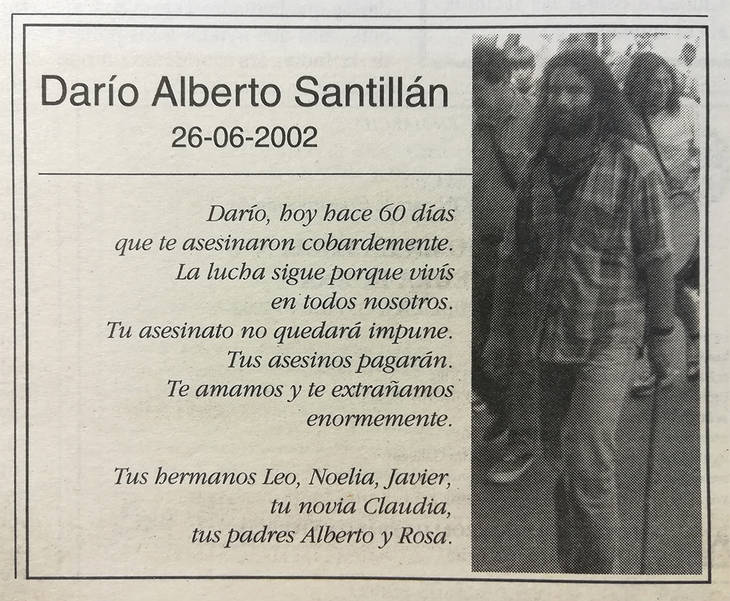 Darío Alberto Santillán
26-06-2002
Darío, hoy hace 60 días
que te asesinaron cobardemente.
La lucha sigue porque vivís
en todos nosotros.
Tu asesinato no quedará impune.
Tus asesinos pagarán.
Te amamos y te extrañamos
enormemente.
Tus hermanos Leo, Noelia, Javier,
tu novia Claudia,
tus padres Alberto y Rosa.